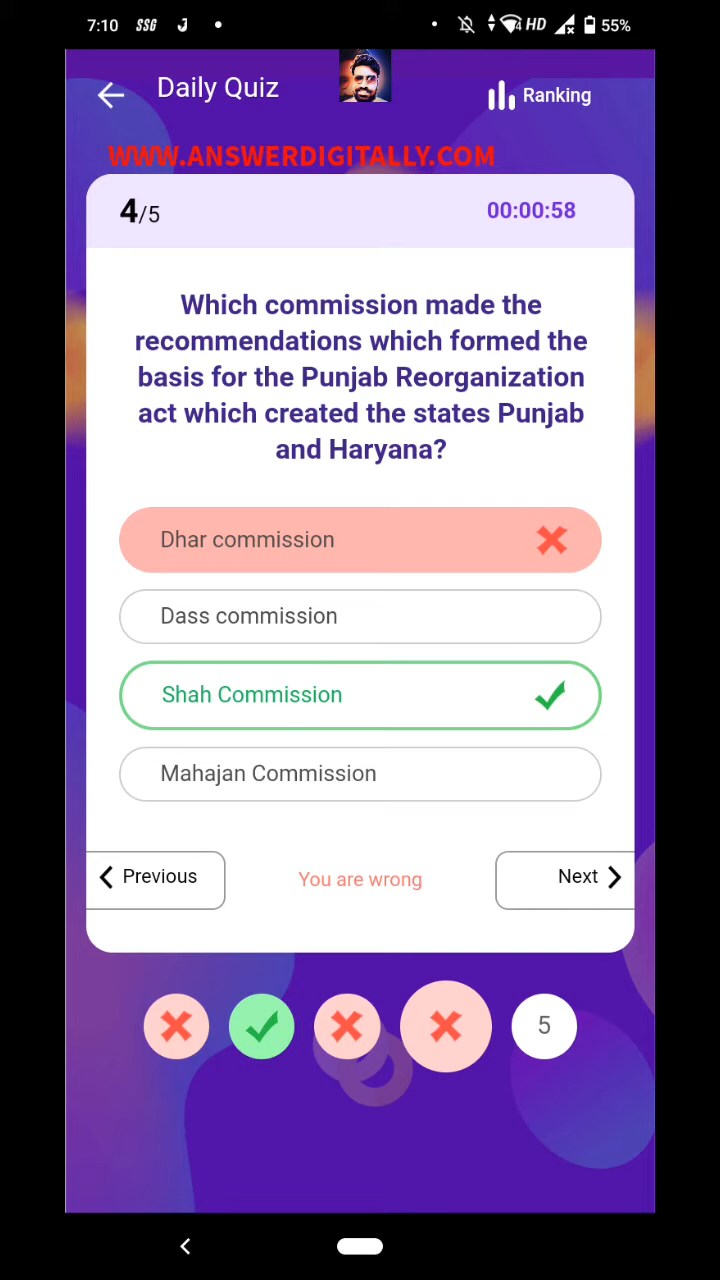 7:10 SSG J HD 55%
Daily Quiz
Ranking
WWW.ANSWERDIGITALLY.COM
4/5
00:00:58
Which commission made the
recommendations which formed the
basis for the Punjab Reorganization
act which created the states Punjab
and Haryana?
Dhar commission
Dass commission
Shah Commission
Mahajan Commission
Previous
You are wrong
Next
5